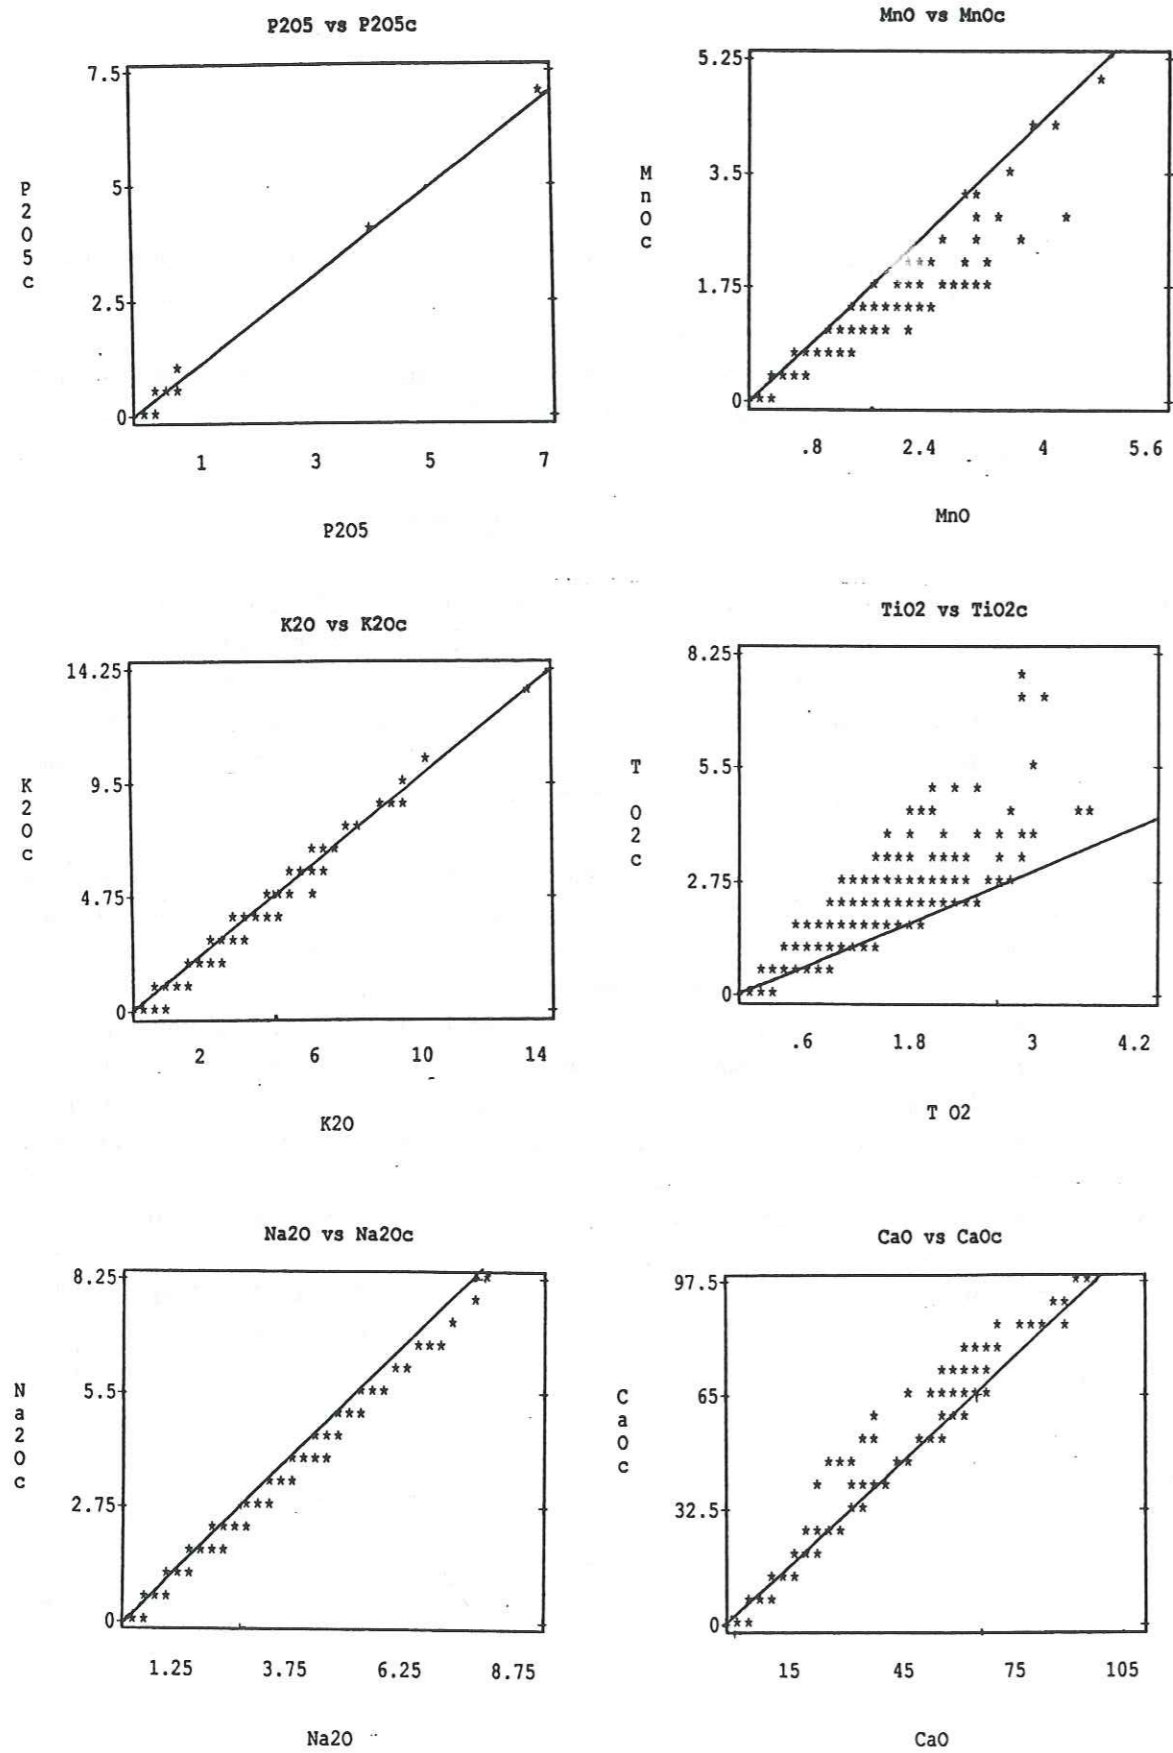 P2O5 vs P2O5c
7.5
5
2.5
0
P
2
O
5
c
1 3 5 7
P2O5
MnO vs MnOc
5.25
3.5
1.75
0
M
n
O
c
.8 2.4 4 5.6
MnO
K2O vs K2Oc
14.25
9.5
4.75
0
K
2
O
c
2 6 10 14
K2O
TiO2 vs TiO2c
8.25
5.5
2.75
0
T
O
2
c
.6 1.8 3 4.2
T O2
Na2O vs Na2Oc
8.25
5.5
2.75
0
N
a
2
O
c
1.25 3.75 6.25 8.75
Na2O
CaO vs CaOc
97.5
65
32.5
0
C
a
O
c
15 45 75 105
CaO